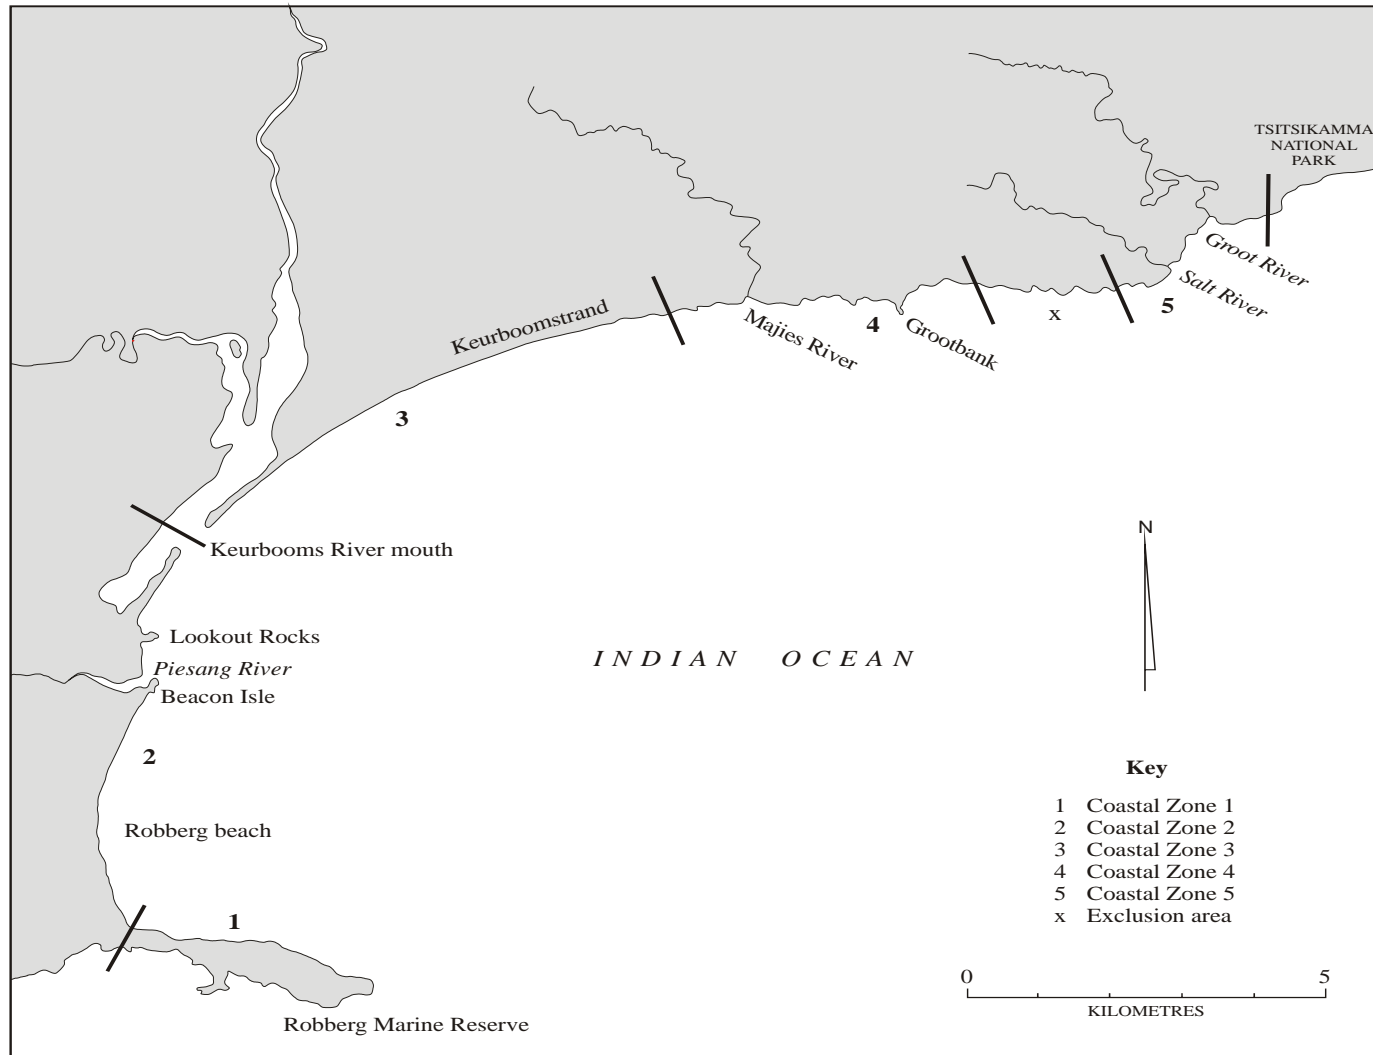 TSITSIKAMMA
NATIONAL
PARK
Groot River
Salt River
5
x
Grootbank
4
Majies River
Keurboomstrand
3
Keurbooms River mouth
Lookout Rocks
Piesang River
Beacon Isle
2
Robberg beach
1
Robberg Marine Reserve
INDIAN OCEAN
N
Key
1 Coastal Zone 1
2 Coastal Zone 2
3 Coastal Zone 3
4 Coastal Zone 4
5 Coastal Zone 5
x Exclusion area
0 5
KILOMETRES